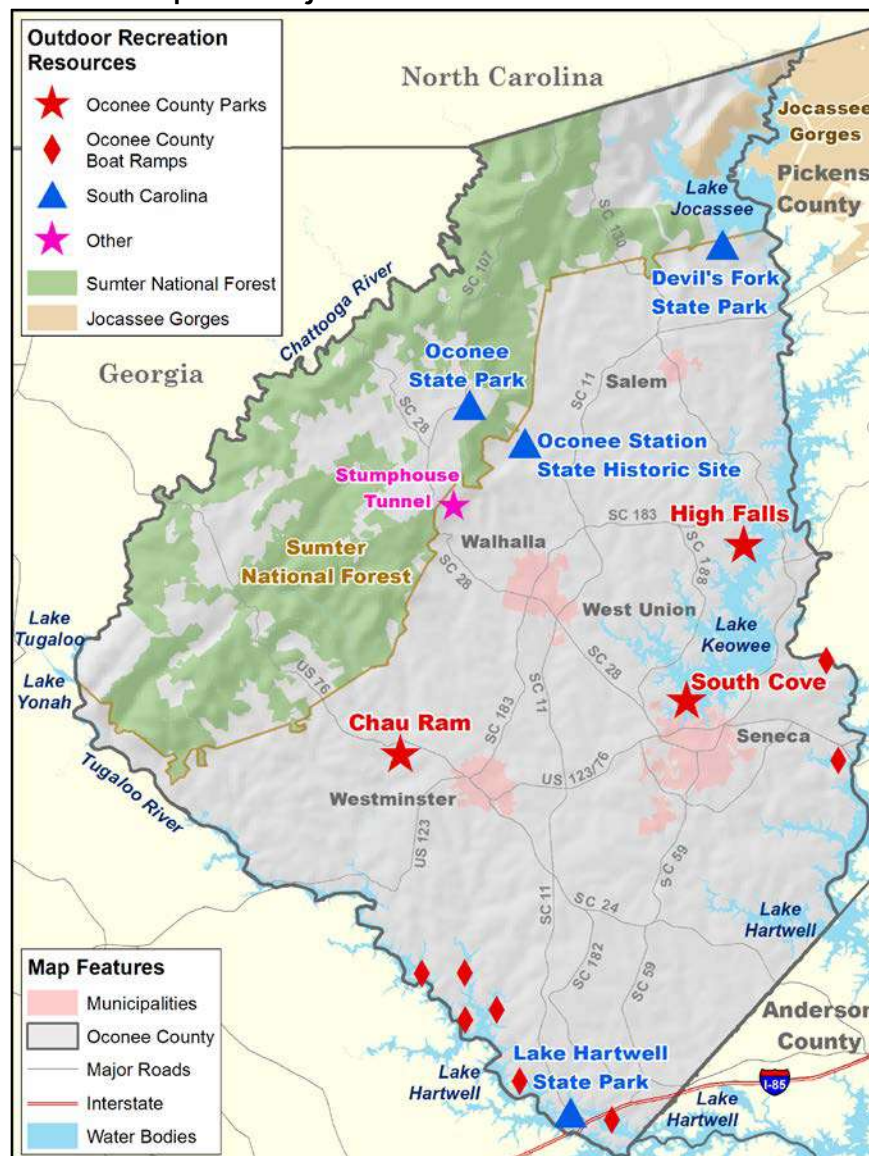 Outdoor Recreation
Resources
Oconee County Parks
Oconee County
Boat Ramps
South Carolina
Other
Sumter National Forest
Jocassee Gorges
North Carolina
Jocassee
Gorges
Pickens
County
Lake
Jocassee
SC 130
SC 107
Devil's Fork
State Park
Chattooga River
Georgia
Oconee
State Park
SC 11
Salem
SC 28
Oconee Station
State Historic Site
Stumphouse
Tunnel
High Falls
SC 183
Walhalla
Sumter
National Forest
SC 28
SC 188
West Union
Lake
Tugaloo
Lake
Keowee
Lake
Yonah
SC 28
US 76
South Cove
SC 11
SC 183
Chau Ram
Seneca
Tugaloo River
US 123/76
Westminster
US 123
SC 59
SC 11
SC 24
Lake
Hartwell
SC 182
SC 59
Map Features
Municipalities
Oconee County
Major Roads
Interstate
Water Bodies
Anderson
County
Lake Hartwell
State Park
Lake
Hartwell
I-85
Lake
Hartwell